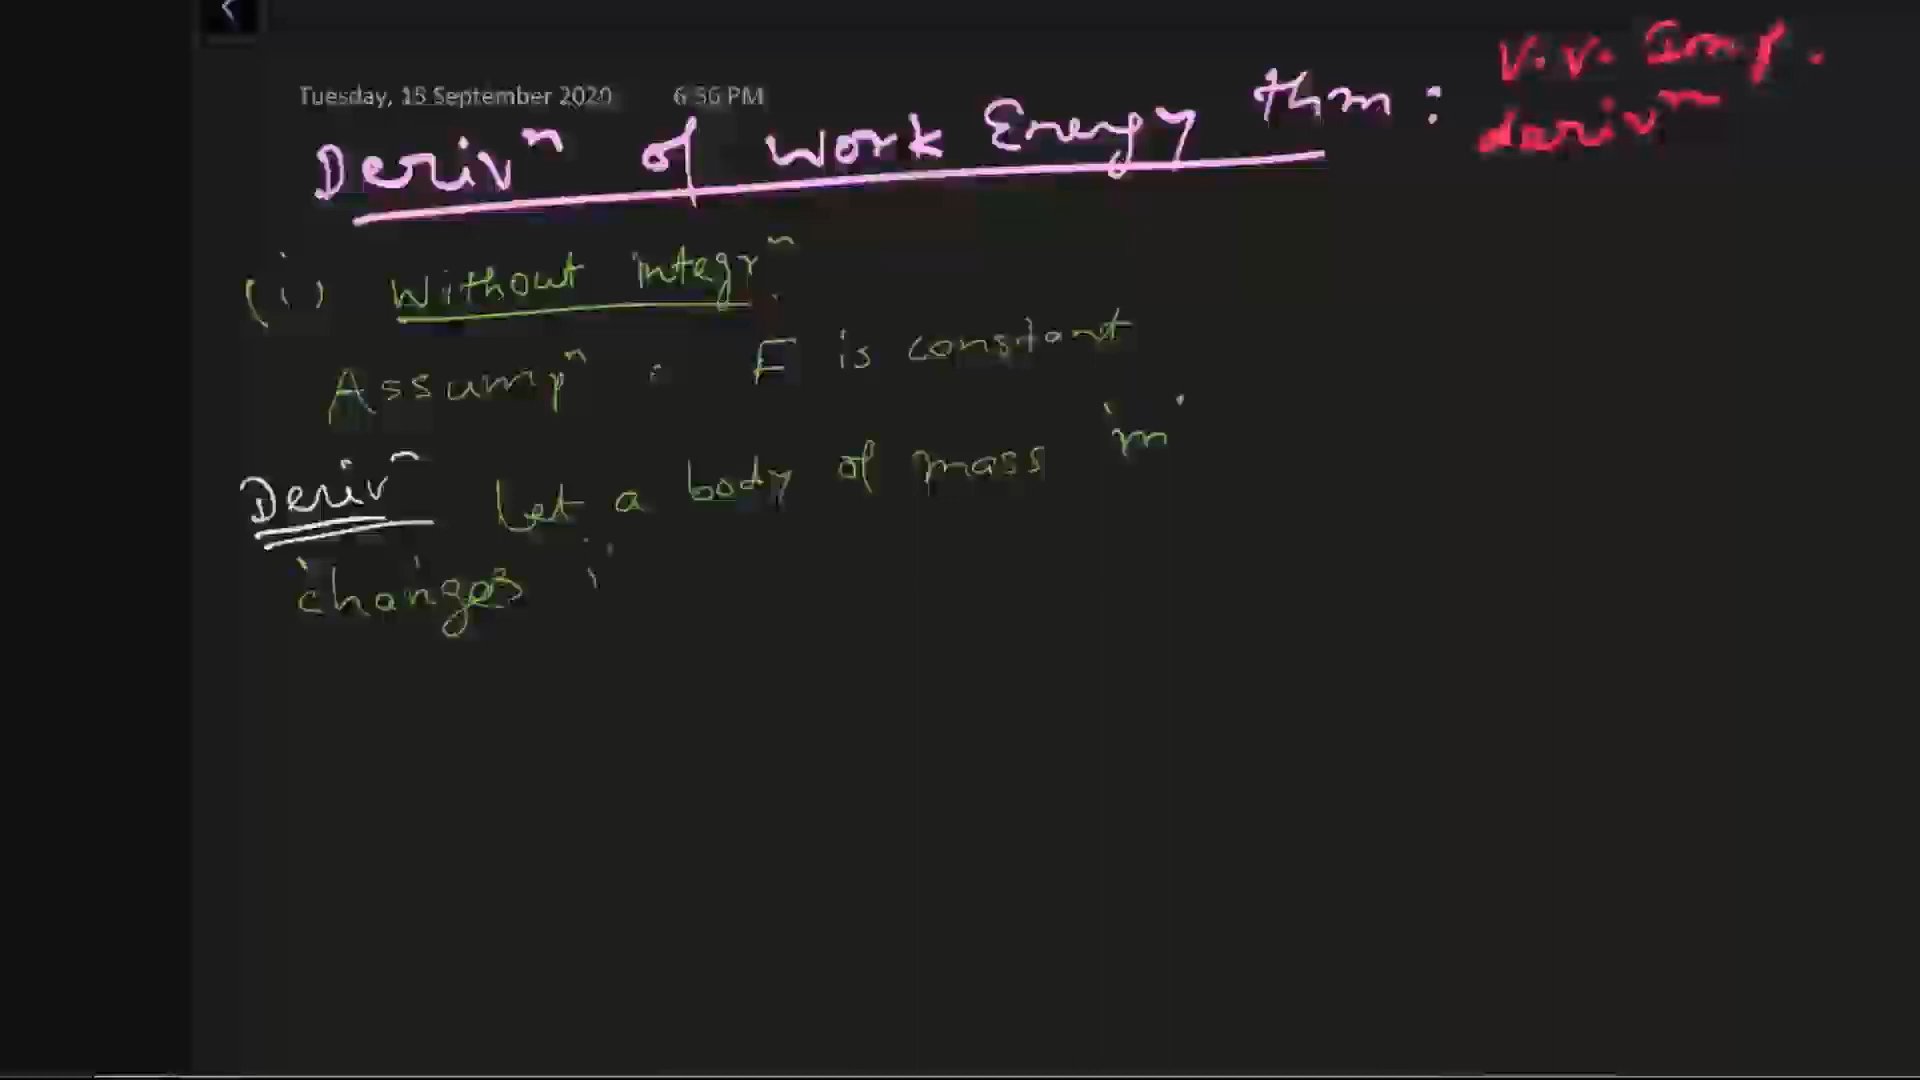 Tuesday, 15 September 2020 6:56 PM
Derivⁿ of Work Energy thm :
V.V. Imp.
derivⁿ
(i) Without integrⁿ.
Assumpⁿ : F is constant
Derivⁿ Let a body of mass 'm'
changes i